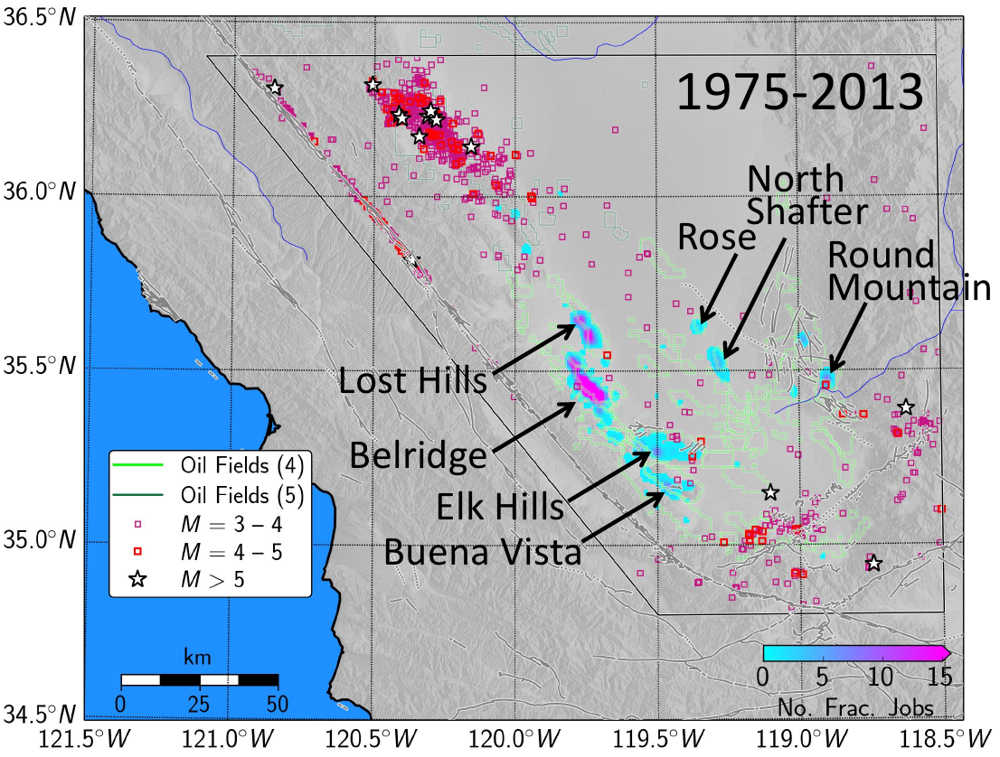 36.5°N
36.0°N
35.5°N
35.0°N
34.5°N
1975-2013
North
Shafter
Rose
Round
Mountain
Lost Hills
Belridge
Elk Hills
Buena Vista
Oil Fields (4)
Oil Fields (5)
M = 3 – 4
M = 4 – 5
M > 5
km
0 25 50
0 5 10 15
No. Frac. Jobs
121.5°W 121.0°W 120.5°W 120.0°W 119.5°W 119.0°W 118.5°W